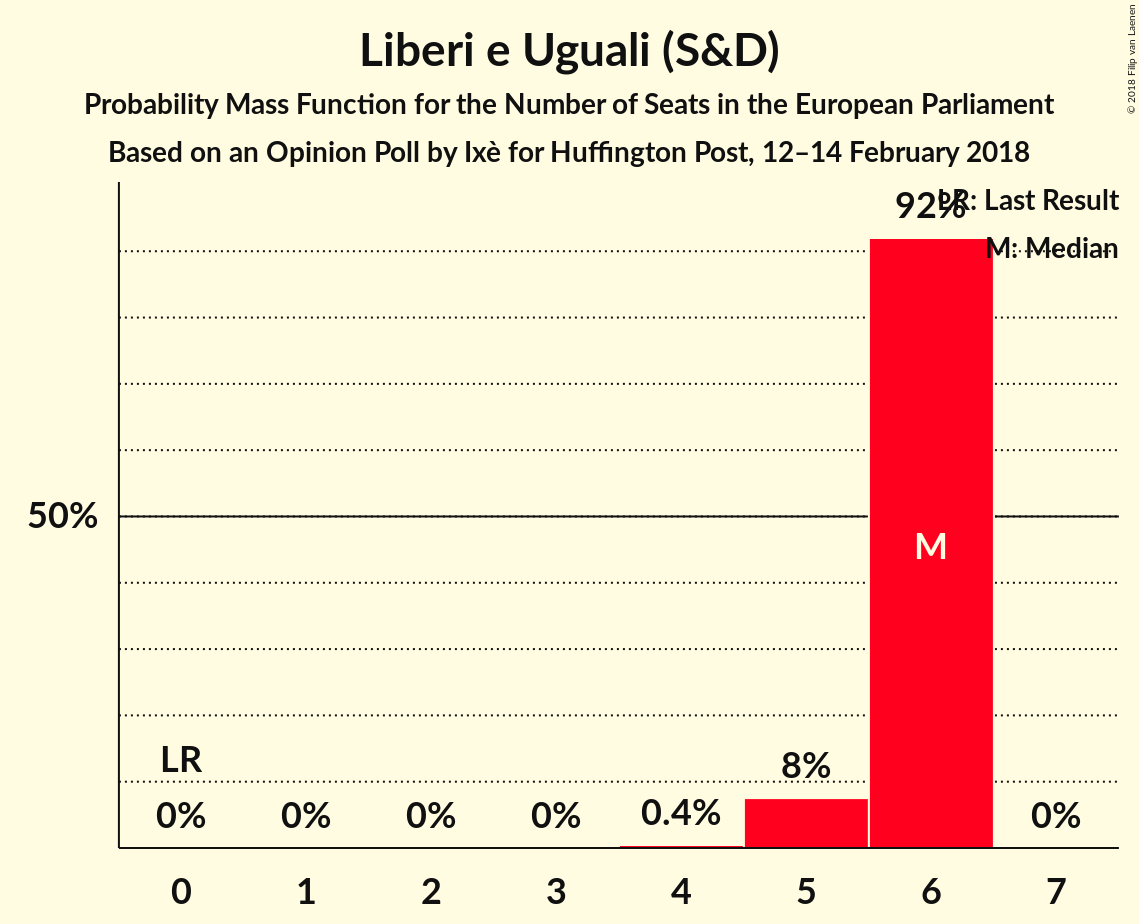 Liberi e Uguali (S&D)
Probability Mass Function for the Number of Seats in the European Parliament
Based on an Opinion Poll by Ixè for Huffington Post, 12–14 February 2018
© 2018 Filip van Laenen
LR: Last Result
M: Median
92%
50%
M
LR
8%
0%
0%
0%
0%
0.4%
0%
0 1 2 3 4 5 6 7